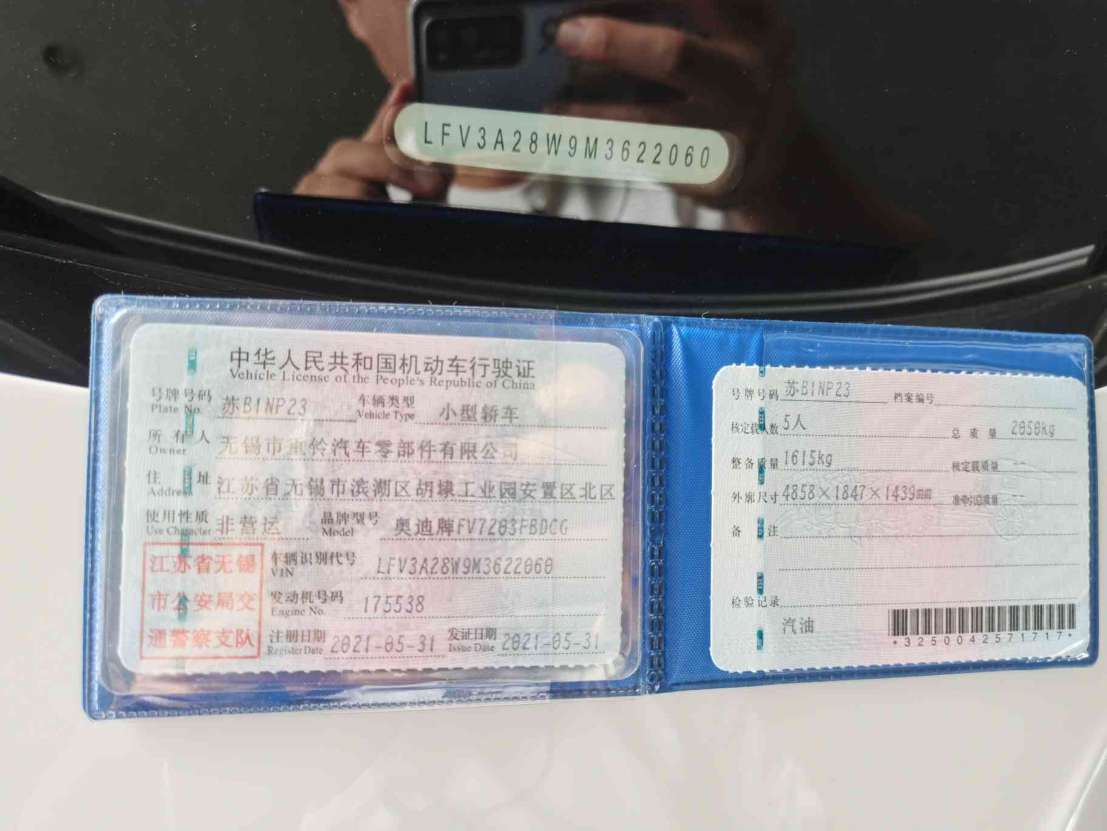 LFV3A28W9M3622060
中华人民共和国机动车行驶证
Vehicle License of the People's Republic of China
号牌号码 苏B1NP23 车辆类型 小型轿车
Plate No. Vehicle Type
所有人 无锡市 铃汽车零部件有限公司
Owner
住址 江苏省无锡市滨湖区胡埭工业园安置区北区
Address
使用性质 非营运 品牌型号 奥迪牌FV7203FBDCG
Use Character Model
江苏省无锡 车辆识别代号 LFV3A28W9M3622060
VIN
市公安局交 发动机号码 175538
Engine No.
通警察支队 注册日期 2021-05-31 发证日期 2021-05-31
Register Date Issue Date
号牌号码 苏B1NP23 档案编号
核定载人数 5人 总质量 2050kg
整备质量 1615kg 核定载质量 --
外廓尺寸 4858×1847×1439mm 准牵引总质量 --
备注
检验记录
汽油
*3250042571717*